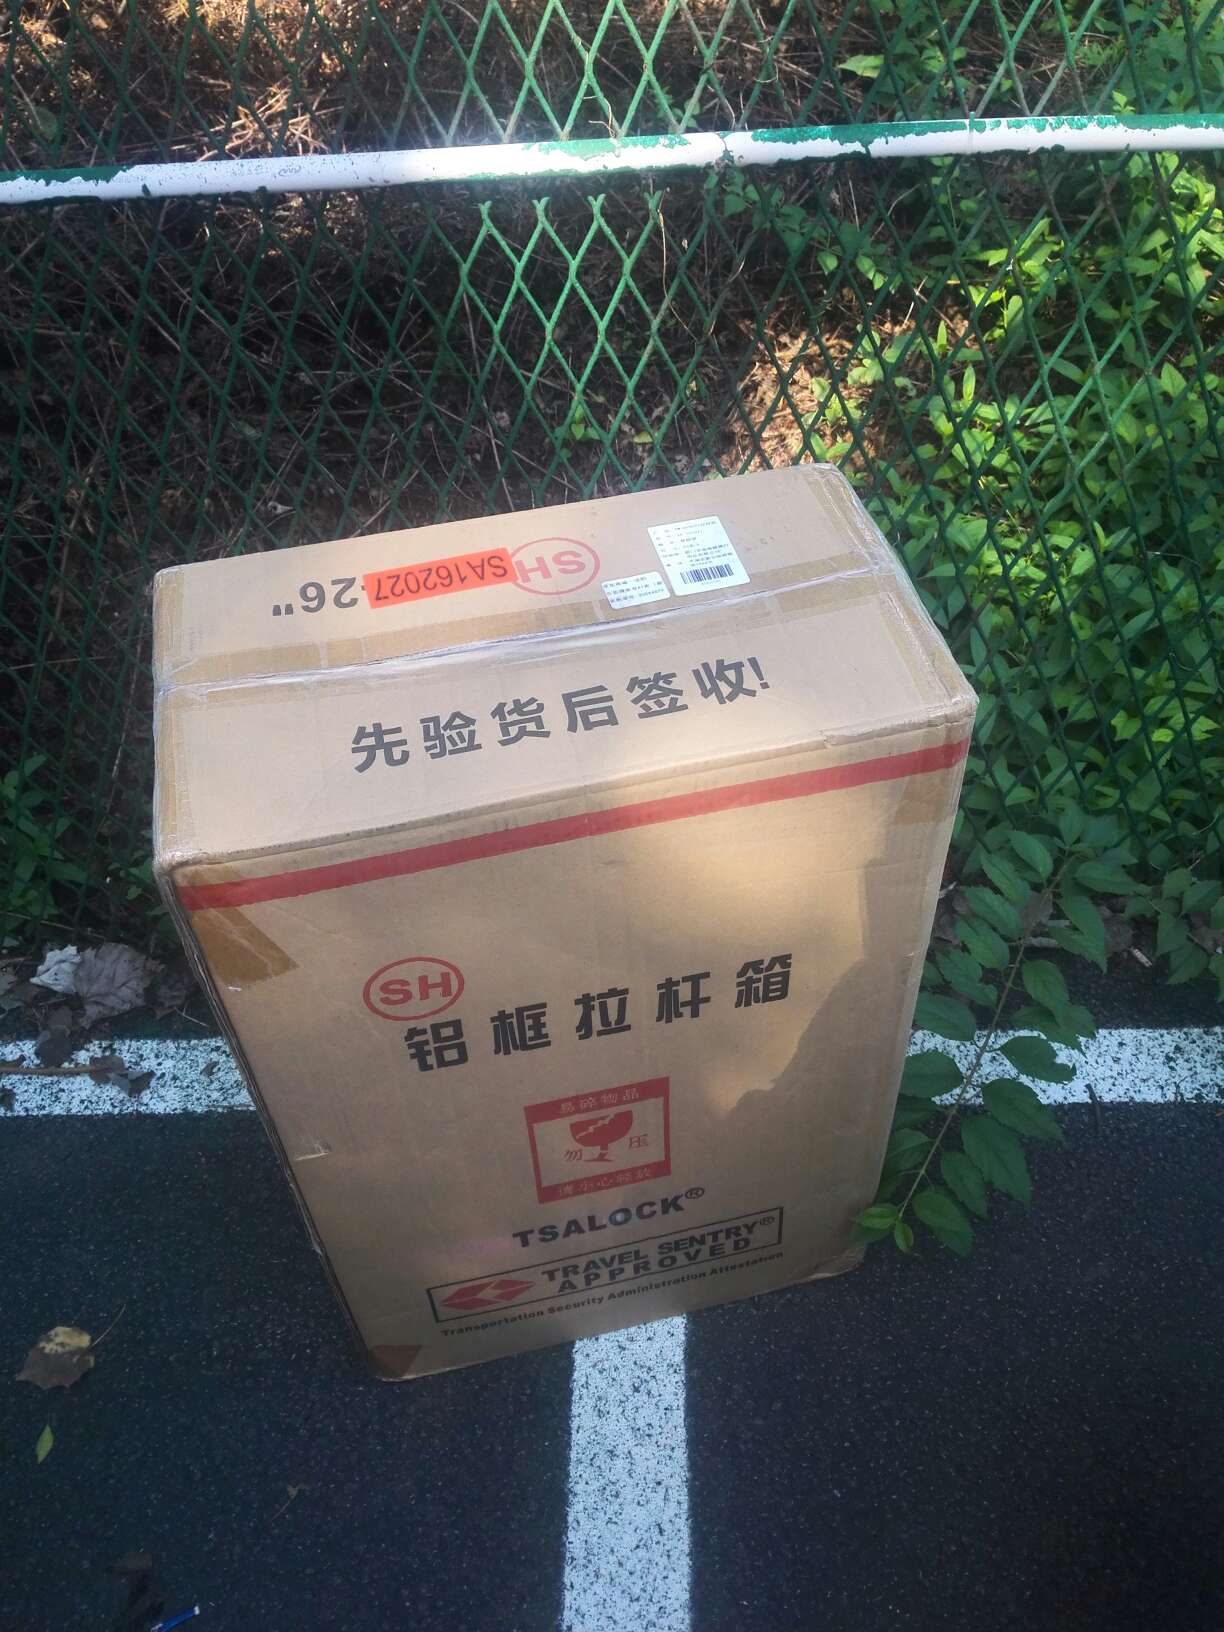 SH
SA162027-26"
先验货后签收!
SH
铝框拉杆箱
易碎物品
勿 压
请小心轻放
TSALOCK®
TRAVEL SENTRY®
APPROVED
Transportation Security Administration Attestation